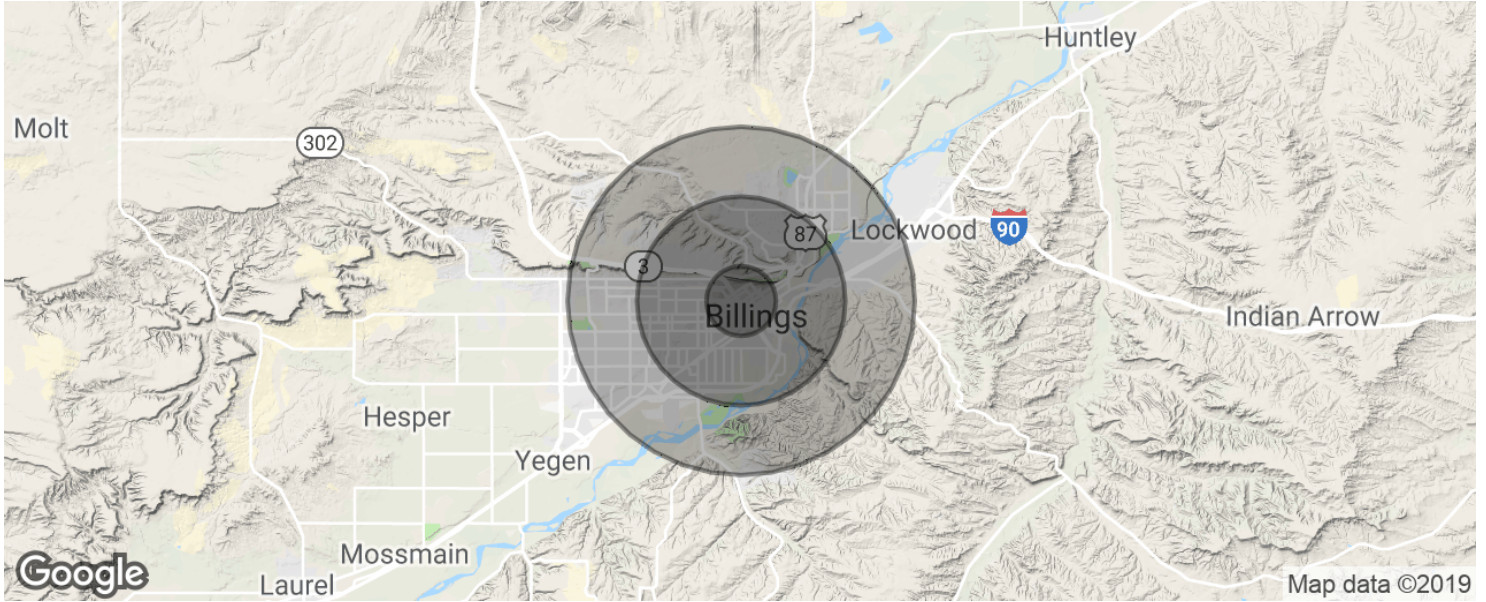 Huntley
Molt
302
87
Lockwood
90
3
Billings
Indian Arrow
Hesper
Yegen
Mossmain
Laurel
Google
Map data ©2019